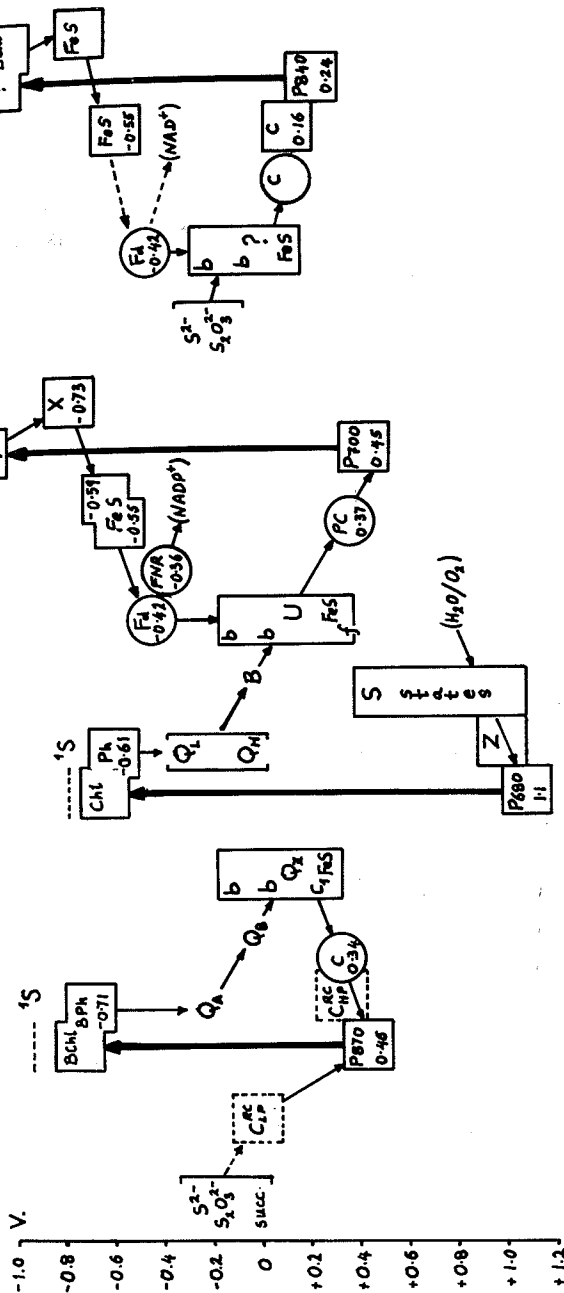 V.
-1.0
-0.8
-0.6
-0.4
-0.2
0
+0.2
+0.4
+0.6
+0.8
+1.0
+1.2
S²⁻
S₂O₃²⁻
succ.
C_LP^RC
¹S
BChl
BPh
-0.71
Q_A
Q_B
b
b
Q_Z
C₁ FeS
C
0.34
C_HP^RC
P870
0.46
¹S
Chl
Ph
-0.61
Q_L
Q_H
B
P680
1.1
Z
S
states
(H₂O/O₂)
X
-0.73
-0.59
FeS
-0.55
Fd
-0.42
FNR
-0.36
(NADP⁺)
b
b
U
FeS
f
PC
0.37
P700
0.45
FeS
FeS
-0.55
Fd
-0.42
(NAD⁺)
S²⁻
S₂O₃²⁻
b
b ?
FeS
C
C
0.16
P840
0.24